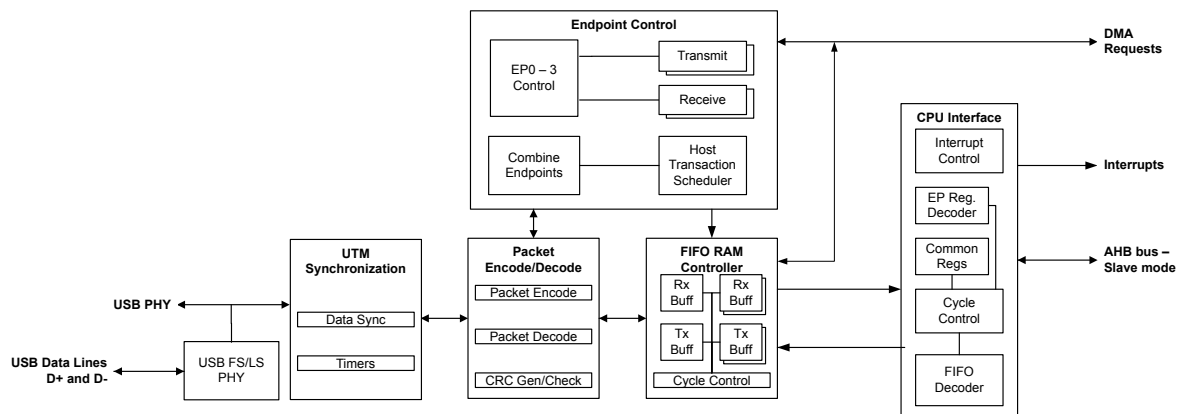 Endpoint Control
EP0 – 3
Control
Transmit
Receive
Combine
Endpoints
Host
Transaction
Scheduler
DMA
Requests
CPU Interface
Interrupt
Control
Interrupts
EP Reg.
Decoder
Common
Regs
AHB bus –
Slave mode
Cycle
Control
FIFO
Decoder
UTM
Synchronization
Data Sync
Timers
Packet
Encode/Decode
Packet Encode
Packet Decode
CRC Gen/Check
FIFO RAM
Controller
Rx
Buff
Rx
Buff
Tx
Buff
Tx
Buff
Cycle Control
USB PHY
USB Data Lines
D+ and D-
USB FS/LS
PHY